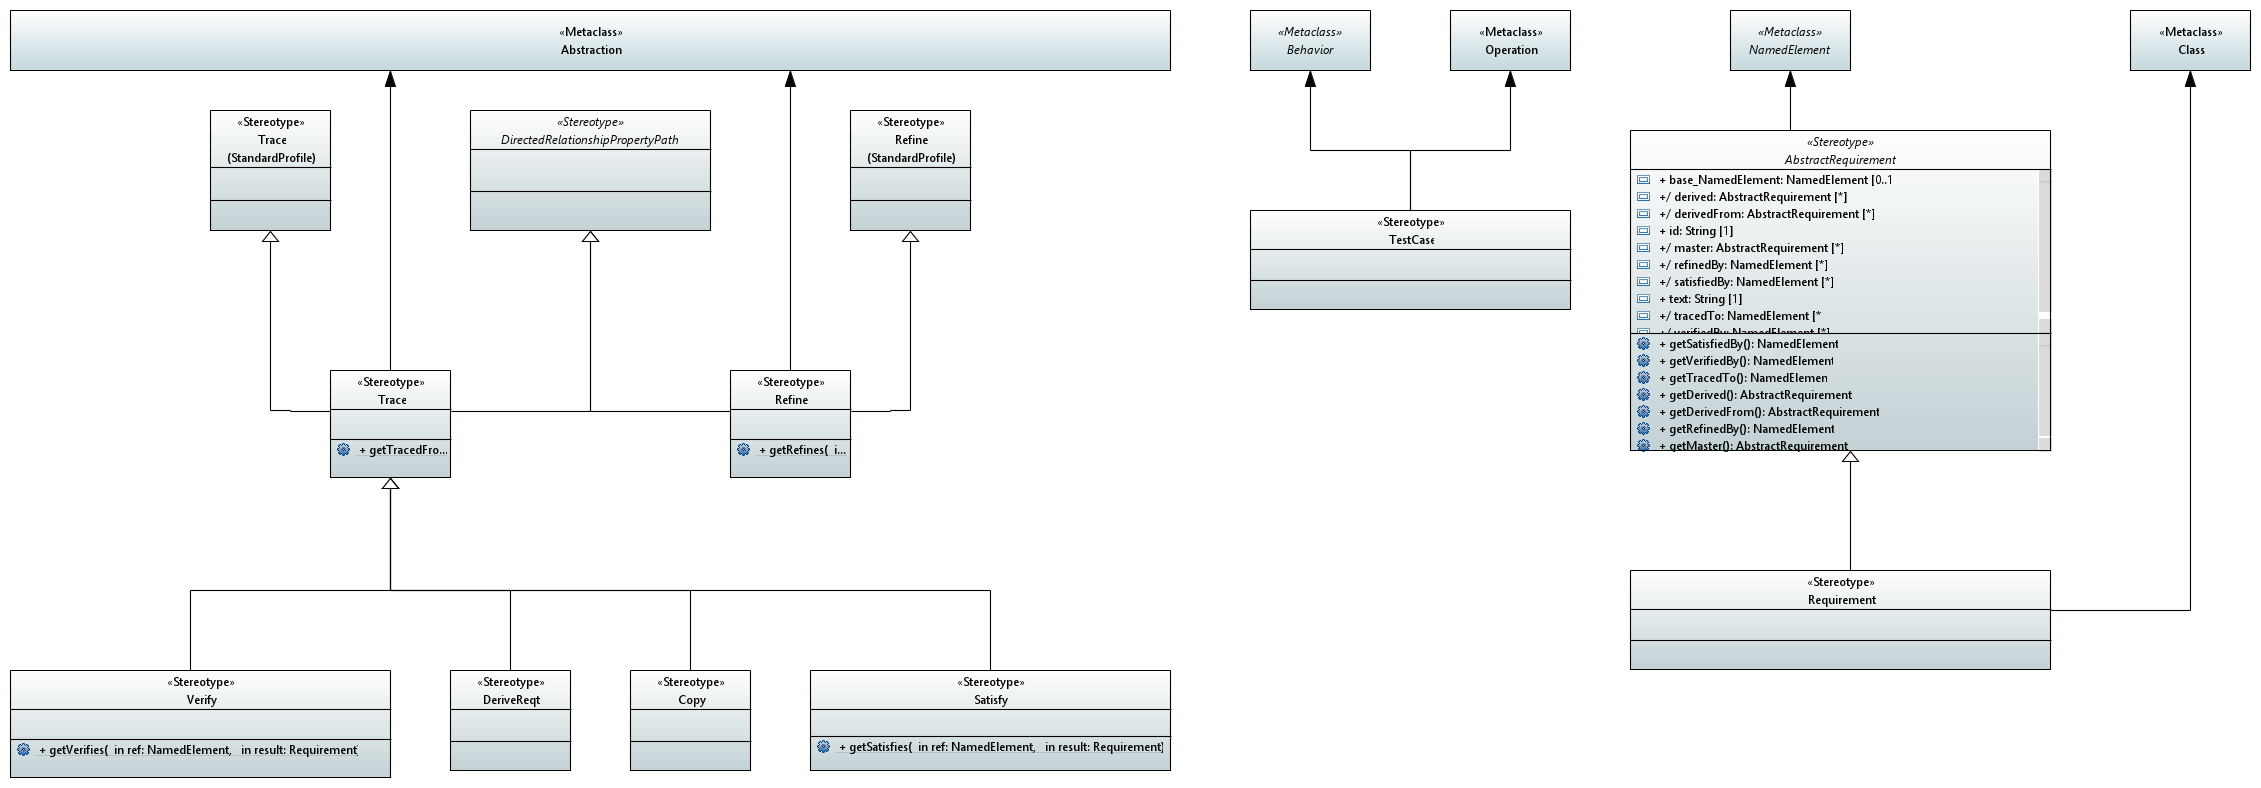 «Metaclass»
Abstraction
«Metaclass»
Behavior
«Metaclass»
Operation
«Metaclass»
NamedElement
«Metaclass»
Class
«Stereotype»
Trace
(StandardProfile)
«Stereotype»
DirectedRelationshipPropertyPath
«Stereotype»
Refine
(StandardProfile)
«Stereotype»
AbstractRequirement
+ base_NamedElement: NamedElement [0..1
+/ derived: AbstractRequirement [*]
+/ derivedFrom: AbstractRequirement [*]
+ id: String [1]
+/ master: AbstractRequirement [*]
+/ refinedBy: NamedElement [*]
+/ satisfiedBy: NamedElement [*]
+ text: String [1]
+/ tracedTo: NamedElement [*
+/ verifiedBy: NamedElement [*]
+ getSatisfiedBy(): NamedElement
+ getVerifiedBy(): NamedElement
+ getTracedTo(): NamedElemen
+ getDerived(): AbstractRequirement
+ getDerivedFrom(): AbstractRequirement
+ getRefinedBy(): NamedElement
+ getMaster(): AbstractRequirement
«Stereotype»
TestCase
«Stereotype»
Trace
+ getTracedFro...
«Stereotype»
Refine
+ getRefines( i...
«Stereotype»
Requirement
«Stereotype»
Verify
+ getVerifies( in ref: NamedElement, in result: Requirement
«Stereotype»
DeriveReqt
«Stereotype»
Copy
«Stereotype»
Satisfy
+ getSatisfies( in ref: NamedElement, in result: Requirement)